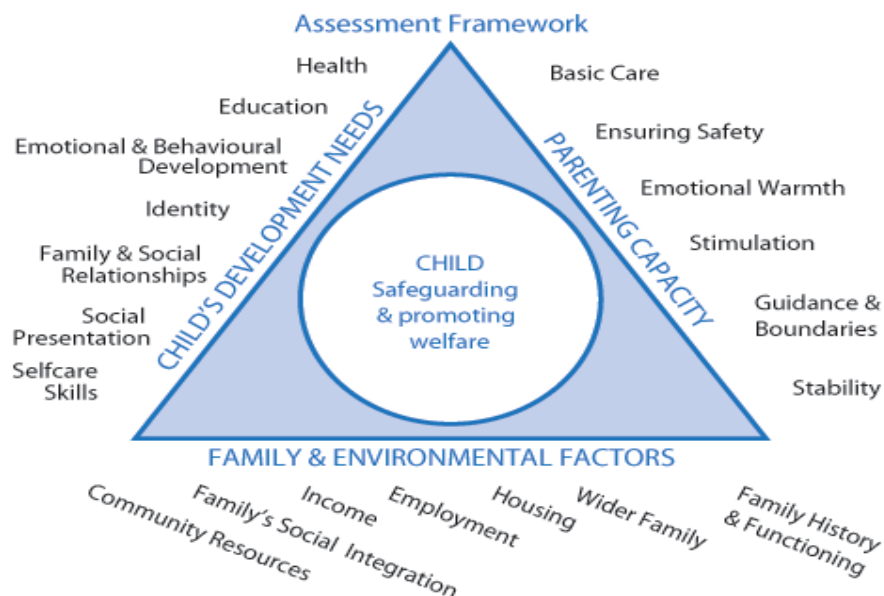 Assessment Framework
Health
Education
Emotional & Behavioural
Development
Identity
Family & Social
Relationships
Social
Presentation
Selfcare
Skills
CHILD'S DEVELOPMENT NEEDS
CHILD
Safeguarding
& promoting
welfare
PARENTING CAPACITY
Basic Care
Ensuring Safety
Emotional Warmth
Stimulation
Guidance &
Boundaries
Stability
FAMILY & ENVIRONMENTAL FACTORS
Community Resources
Family's Social Integration
Income
Employment
Housing
Wider Family
Family History
& Functioning